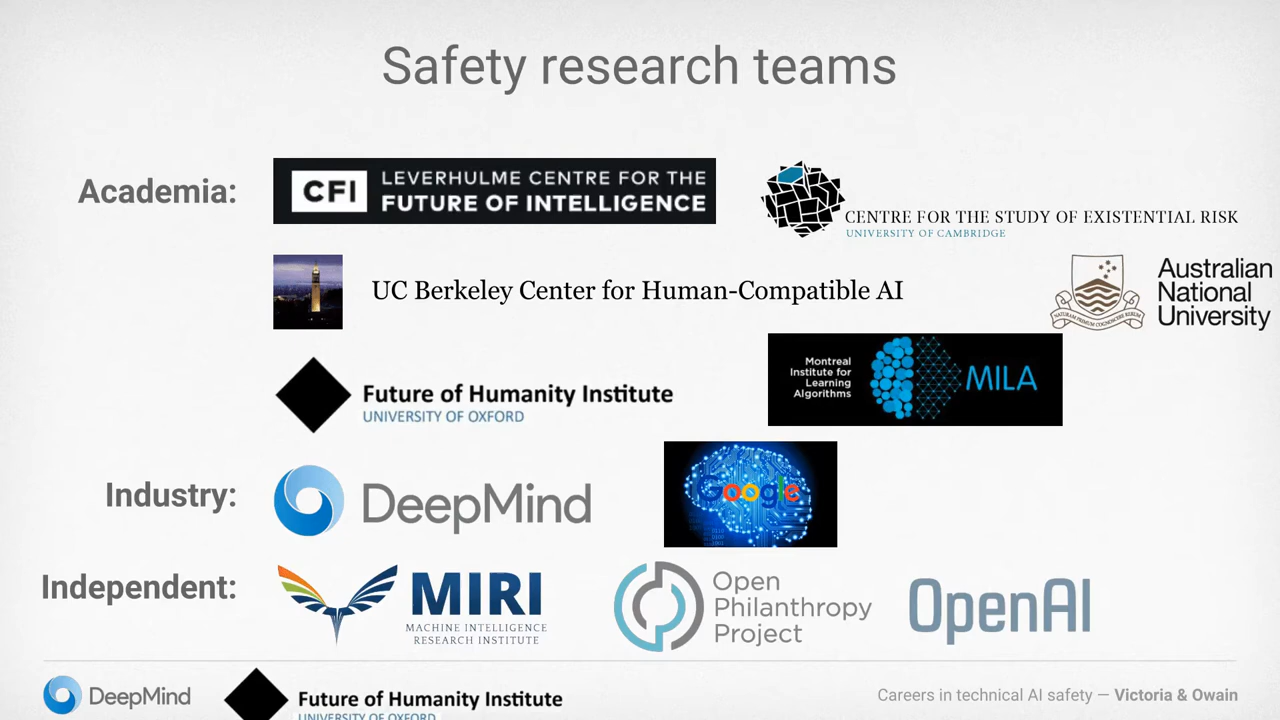 Safety research teams
Academia:
CFI
LEVERHULME CENTRE FOR THE
FUTURE OF INTELLIGENCE
CENTRE FOR THE STUDY OF EXISTENTIAL RISK
UNIVERSITY OF CAMBRIDGE
UC Berkeley Center for Human-Compatible AI
Australian
National
University
Future of Humanity Institute
UNIVERSITY OF OXFORD
Montreal
Institute for
Learning
Algorithms
MILA
Industry:
DeepMind
Google
Independent:
MIRI
MACHINE INTELLIGENCE
RESEARCH INSTITUTE
Open
Philanthropy
Project
OpenAI
DeepMind
Future of Humanity Institute
UNIVERSITY OF OXFORD
Careers in technical AI safety — Victoria & Owain